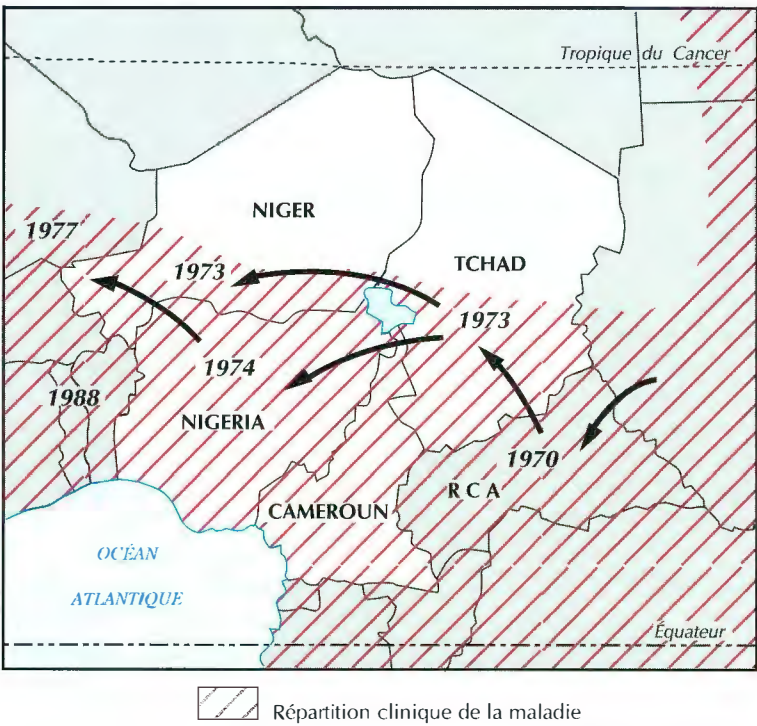 Tropique du Cancer
NIGER
1977
TCHAD
1973
1973
1974
1988
NIGERIA
1970
R C A
CAMEROUN
OCÉAN
ATLANTIQUE
Équateur
Répartition clinique de la maladie